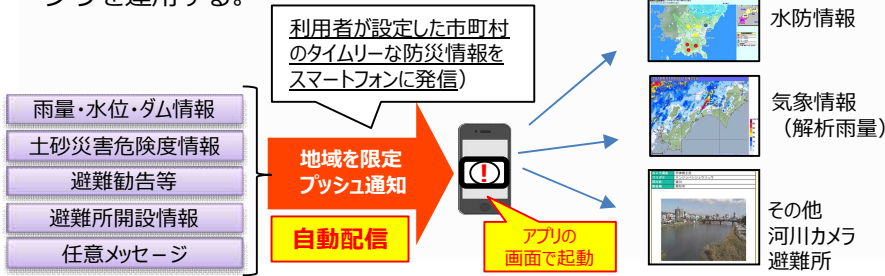 プリを運用する。
利用者が設定した市町村
のタイムリーな防災情報を
スマートフォンに発信）
雨量・水位・ダム情報
土砂災害危険度情報
避難勧告等
避難所開設情報
任意メッセージ
地域を限定
プッシュ通知
自動配信
！
アプリの
画面で起動
水防情報
気象情報
（解析雨量）
その他
河川カメラ
避難所